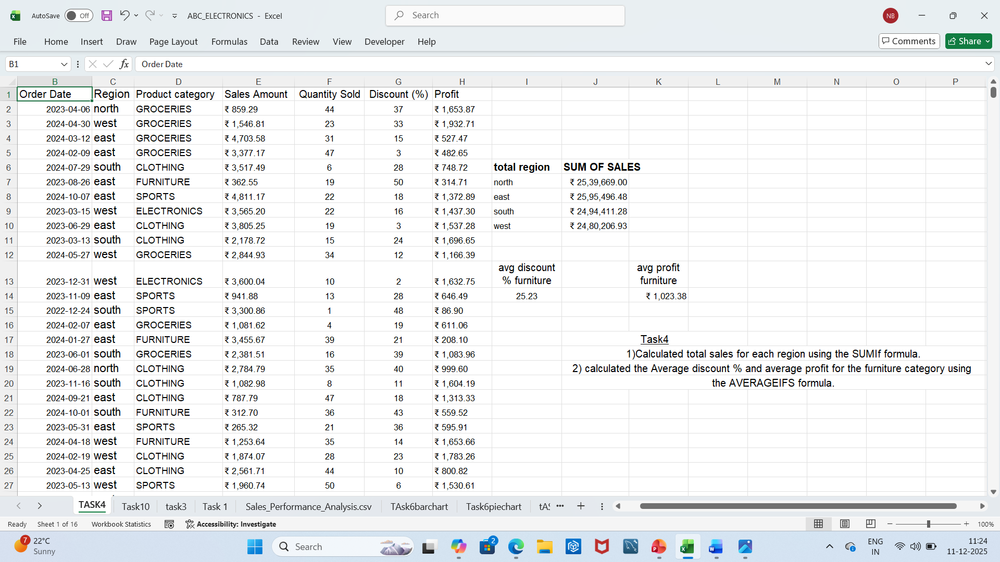 AutoSave Off ABC_ELECTRONICS - Excel Search NB
File Home Insert Draw Page Layout Formulas Data Review View Developer Help Comments Share
B1 fx Order Date
B C D E F G H I J K L M N O P
1 Order Date Region Product category Sales Amount Quantity Sold Discount (%) Profit
2 2023-04-06 north GROCERIES ₹ 859.29 44 37 ₹ 1,653.87
3 2024-04-30 west GROCERIES ₹ 1,546.81 23 33 ₹ 1,932.71
4 2024-03-12 east GROCERIES ₹ 4,703.58 31 15 ₹ 527.47
5 2024-02-09 east GROCERIES ₹ 3,377.17 47 3 ₹ 482.65
6 2024-07-29 south CLOTHING ₹ 3,517.49 6 28 ₹ 748.72 total region SUM OF SALES
7 2023-08-26 east FURNITURE ₹ 362.55 19 50 ₹ 314.71 north ₹ 25,39,669.00
8 2024-10-07 east SPORTS ₹ 4,811.17 22 18 ₹ 1,372.89 east ₹ 25,95,496.48
9 2023-03-15 west ELECTRONICS ₹ 3,565.20 22 16 ₹ 1,437.30 south ₹ 24,94,411.28
10 2023-06-29 east CLOTHING ₹ 3,805.25 19 3 ₹ 1,537.28 west ₹ 24,80,206.93
11 2023-03-13 south CLOTHING ₹ 2,178.72 15 24 ₹ 1,696.65
12 2024-05-27 west GROCERIES ₹ 2,844.93 34 12 ₹ 1,166.39
avg discount avg profit
13 2023-12-31 west ELECTRONICS ₹ 3,600.04 10 2 ₹ 1,632.75 % furniture furniture
14 2023-11-09 east SPORTS ₹ 941.88 13 28 ₹ 646.49 25.23 ₹ 1,023.38
15 2022-12-24 south SPORTS ₹ 3,300.86 1 48 ₹ 86.90
16 2024-02-07 east GROCERIES ₹ 1,081.62 4 19 ₹ 611.06
17 2024-01-27 east FURNITURE ₹ 3,455.67 39 21 ₹ 208.10 Task4
18 2023-06-01 south GROCERIES ₹ 2,381.51 16 39 ₹ 1,083.96 1)Calculated total sales for each region using the SUMIf formula.
19 2024-06-28 north CLOTHING ₹ 2,784.79 35 40 ₹ 999.60 2) calculated the Average discount % and average profit for the furniture category using
20 2023-11-16 south CLOTHING ₹ 1,082.98 8 11 ₹ 1,604.19 the AVERAGEIFS formula.
21 2024-09-21 east CLOTHING ₹ 787.79 47 18 ₹ 1,313.33
22 2024-10-01 south FURNITURE ₹ 312.70 36 43 ₹ 559.52
23 2023-05-31 east SPORTS ₹ 265.32 21 36 ₹ 595.91
24 2024-04-18 west FURNITURE ₹ 1,253.64 35 14 ₹ 1,653.66
25 2024-02-19 west CLOTHING ₹ 1,874.07 28 23 ₹ 1,783.26
26 2023-04-25 east CLOTHING ₹ 2,561.71 44 10 ₹ 800.82
27 2023-05-13 west SPORTS ₹ 1,960.74 50 6 ₹ 1,530.61
TASK4 Task10 task3 Task 1 Sales_Performance_Analysis.csv TAsk6barchart Task6piechart
Ready Sheet 1 of 16 Workbook Statistics Accessibility: Investigate 100%
7 22°C Search 2 ENG 11:24
Sunny IN 11-12-2025